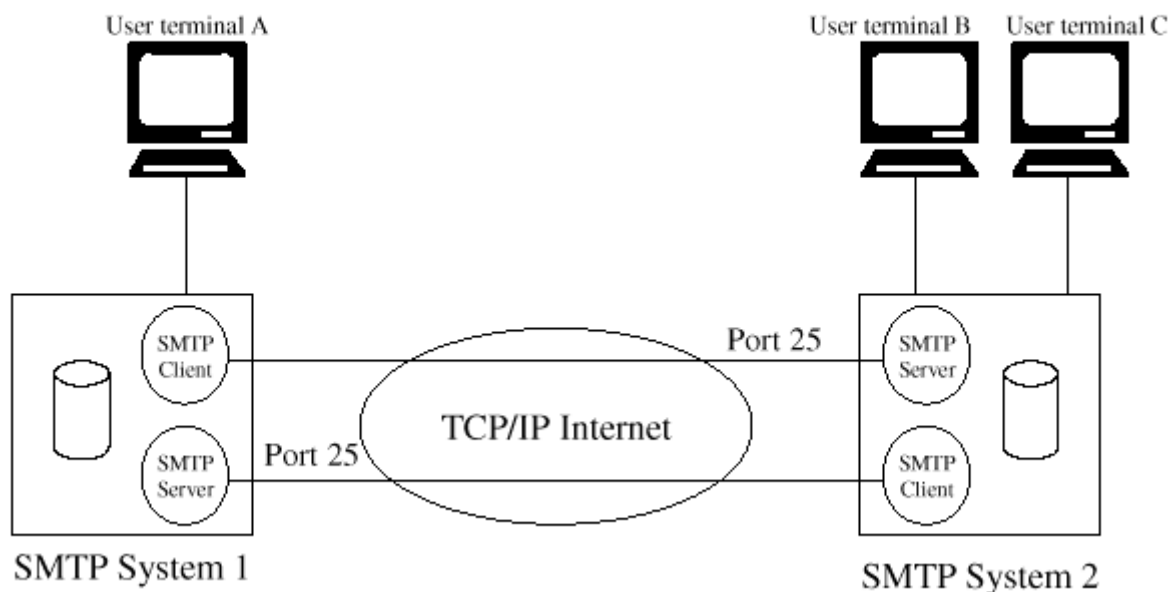 User terminal A
User terminal B
User terminal C
SMTP
Client
Port 25
SMTP
Server
TCP/IP Internet
SMTP
Server
Port 25
SMTP
Client
SMTP System 1
SMTP System 2